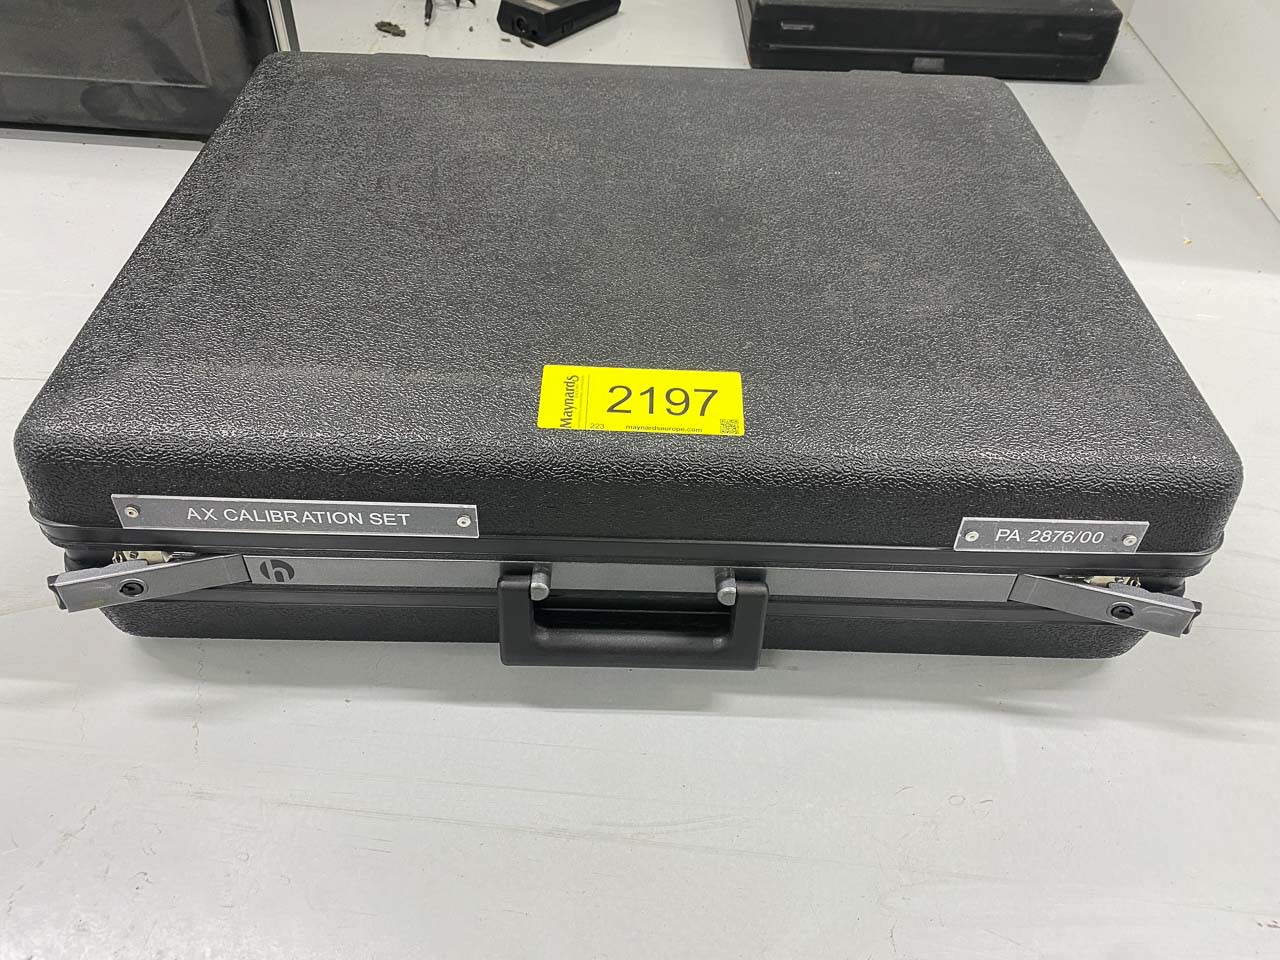 Maynards
2197
223
maynardseurope.com
AX CALIBRATION SET
PA 2876/00
h